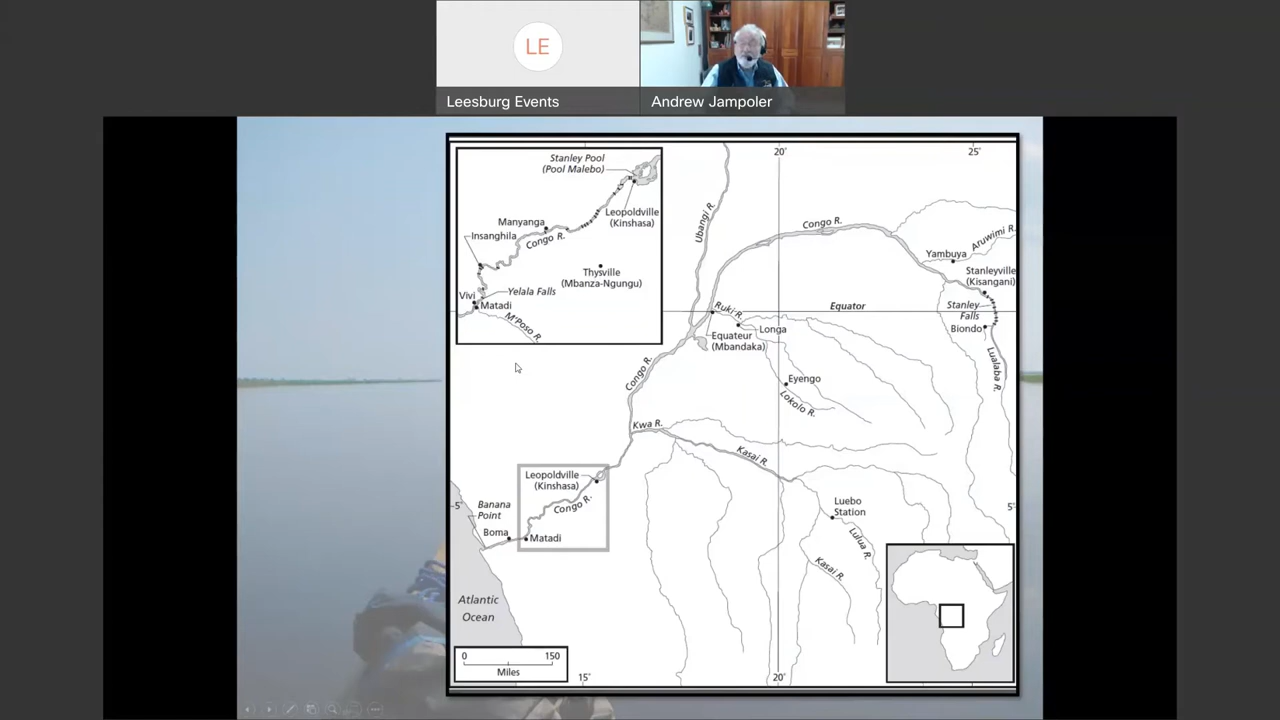 LE
Leesburg Events
Andrew Jampoler
Stanley Pool
(Pool Malebo)
Leopoldville
(Kinshasa)
Manyanga
Insanghila
Congo R.
Thysville
(Mbanza-Ngungu)
Yelala Falls
Vivi
Matadi
M'Poso R.
20°
25°
Ubangi R.
Congo R.
Aruwimi R.
Yambuya
Stanleyville
(Kisangani)
Stanley
Falls
Biondo
Lualaba R.
Equator
Ruki R.
Longa
Equateur
(Mbandaka)
Eyengo
Lokolo R.
Congo R.
Kwa R.
Kasai R.
Leopoldville
(Kinshasa)
Congo R.
Matadi
Banana
Point
Boma
5°
5°
Luebo
Station
Lulua R.
Kasai R.
Atlantic
Ocean
0 150
Miles
15°
20°